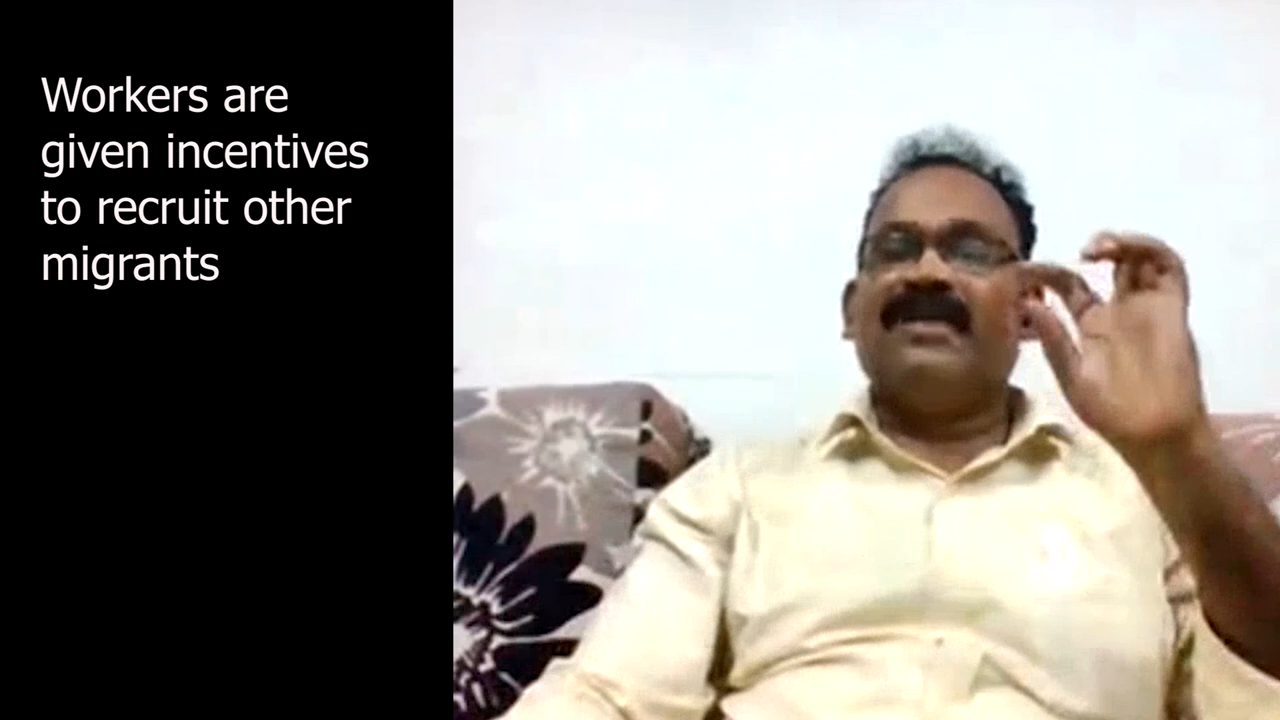 Workers are
given incentives
to recruit other
migrants